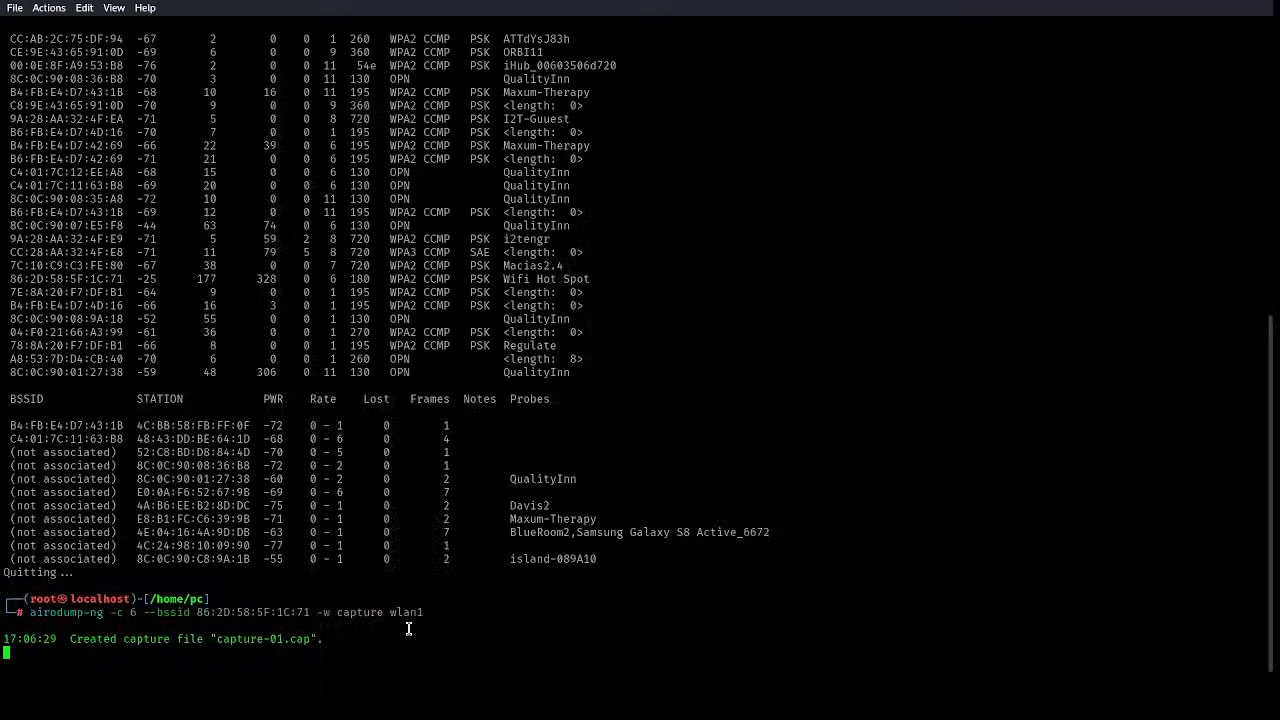 File Actions Edit View Help
CC:AB:2C:75:DF:94 -67 2 0 0 1 260 WPA2 CCMP PSK ATTdYsJ83h
CE:9E:43:65:91:0D -69 6 0 0 9 360 WPA2 CCMP PSK ORBI11
00:0E:8F:A9:53:B8 -76 2 0 0 11 54e WPA2 CCMP PSK iHub_00603506d720
8C:0C:90:08:36:B8 -70 3 0 0 11 130 OPN QualityInn
B4:FB:E4:D7:43:1B -68 10 16 0 11 195 WPA2 CCMP PSK Maxum-Therapy
C8:9E:43:65:91:0D -70 9 0 0 9 360 WPA2 CCMP PSK <length: 0>
9A:28:AA:32:4F:EA -71 5 0 0 8 720 WPA2 CCMP PSK I2T-Guuest
B6:FB:E4:D7:4D:16 -70 7 0 0 1 195 WPA2 CCMP PSK <length: 0>
B4:FB:E4:D7:42:69 -66 22 39 0 6 195 WPA2 CCMP PSK Maxum-Therapy
B6:FB:E4:D7:42:69 -71 21 0 0 6 195 WPA2 CCMP PSK <length: 0>
C4:01:7C:12:EE:A8 -68 15 0 0 6 130 OPN QualityInn
C4:01:7C:11:63:B8 -69 20 0 0 6 130 OPN QualityInn
8C:0C:90:08:35:A8 -72 10 0 0 11 130 OPN QualityInn
B6:FB:E4:D7:43:1B -69 12 0 0 11 195 WPA2 CCMP PSK <length: 0>
8C:0C:90:07:E5:F8 -44 63 74 0 6 130 OPN QualityInn
9A:28:AA:32:4F:E9 -71 5 59 2 8 720 WPA2 CCMP PSK i2tengr
CC:28:AA:32:4F:E8 -71 11 79 5 8 720 WPA3 CCMP SAE <length: 0>
7C:10:C9:C3:FE:80 -67 38 0 0 7 720 WPA2 CCMP PSK Macias2.4
86:2D:58:5F:1C:71 -25 177 328 0 6 180 WPA2 CCMP PSK Wifi Hot Spot
7E:8A:20:F7:DF:B1 -64 9 0 0 1 195 WPA2 CCMP PSK <length: 0>
B4:FB:E4:D7:4D:16 -66 16 3 0 1 195 WPA2 CCMP PSK <length: 0>
8C:0C:90:08:9A:18 -52 55 0 0 1 130 OPN QualityInn
04:F0:21:66:A3:99 -61 36 0 0 1 270 WPA2 CCMP PSK <length: 0>
78:8A:20:F7:DF:B1 -66 8 0 0 1 195 WPA2 CCMP PSK Regulate
A8:53:7D:D4:CB:40 -70 6 0 0 1 260 OPN <length: 8>
8C:0C:90:01:27:38 -59 48 306 0 11 130 OPN QualityInn
BSSID STATION PWR Rate Lost Frames Notes Probes
B4:FB:E4:D7:43:1B 4C:BB:58:FB:FF:0F -72 0 - 1 0 1
C4:01:7C:11:63:B8 48:43:DD:BE:64:1D -68 0 - 6 0 4
(not associated) 52:C8:BD:D8:84:4D -70 0 - 5 0 1
(not associated) 8C:0C:90:08:36:B8 -72 0 - 2 0 1
(not associated) 8C:0C:90:01:27:38 -60 0 - 2 0 2 QualityInn
(not associated) E0:0A:F6:52:67:9B -69 0 - 6 0 7
(not associated) 4A:B6:EE:B2:8D:DC -75 0 - 1 0 2 Davis2
(not associated) E8:B1:FC:C6:39:9B -71 0 - 1 0 2 Maxum-Therapy
(not associated) 4E:04:16:4A:9D:DB -63 0 - 1 0 7 BlueRoom2,Samsung Galaxy S8 Active_6672
(not associated) 4C:24:98:10:09:90 -77 0 - 1 0 1
(not associated) 8C:0C:90:C8:9A:1B -55 0 - 1 0 2 island-089A10
Quitting...
┌──(root㉿localhost)-[/home/pc]
└─# airodump-ng -c 6 --bssid 86:2D:58:5F:1C:71 -w capture wlan1
17:06:29 Created capture file "capture-01.cap".